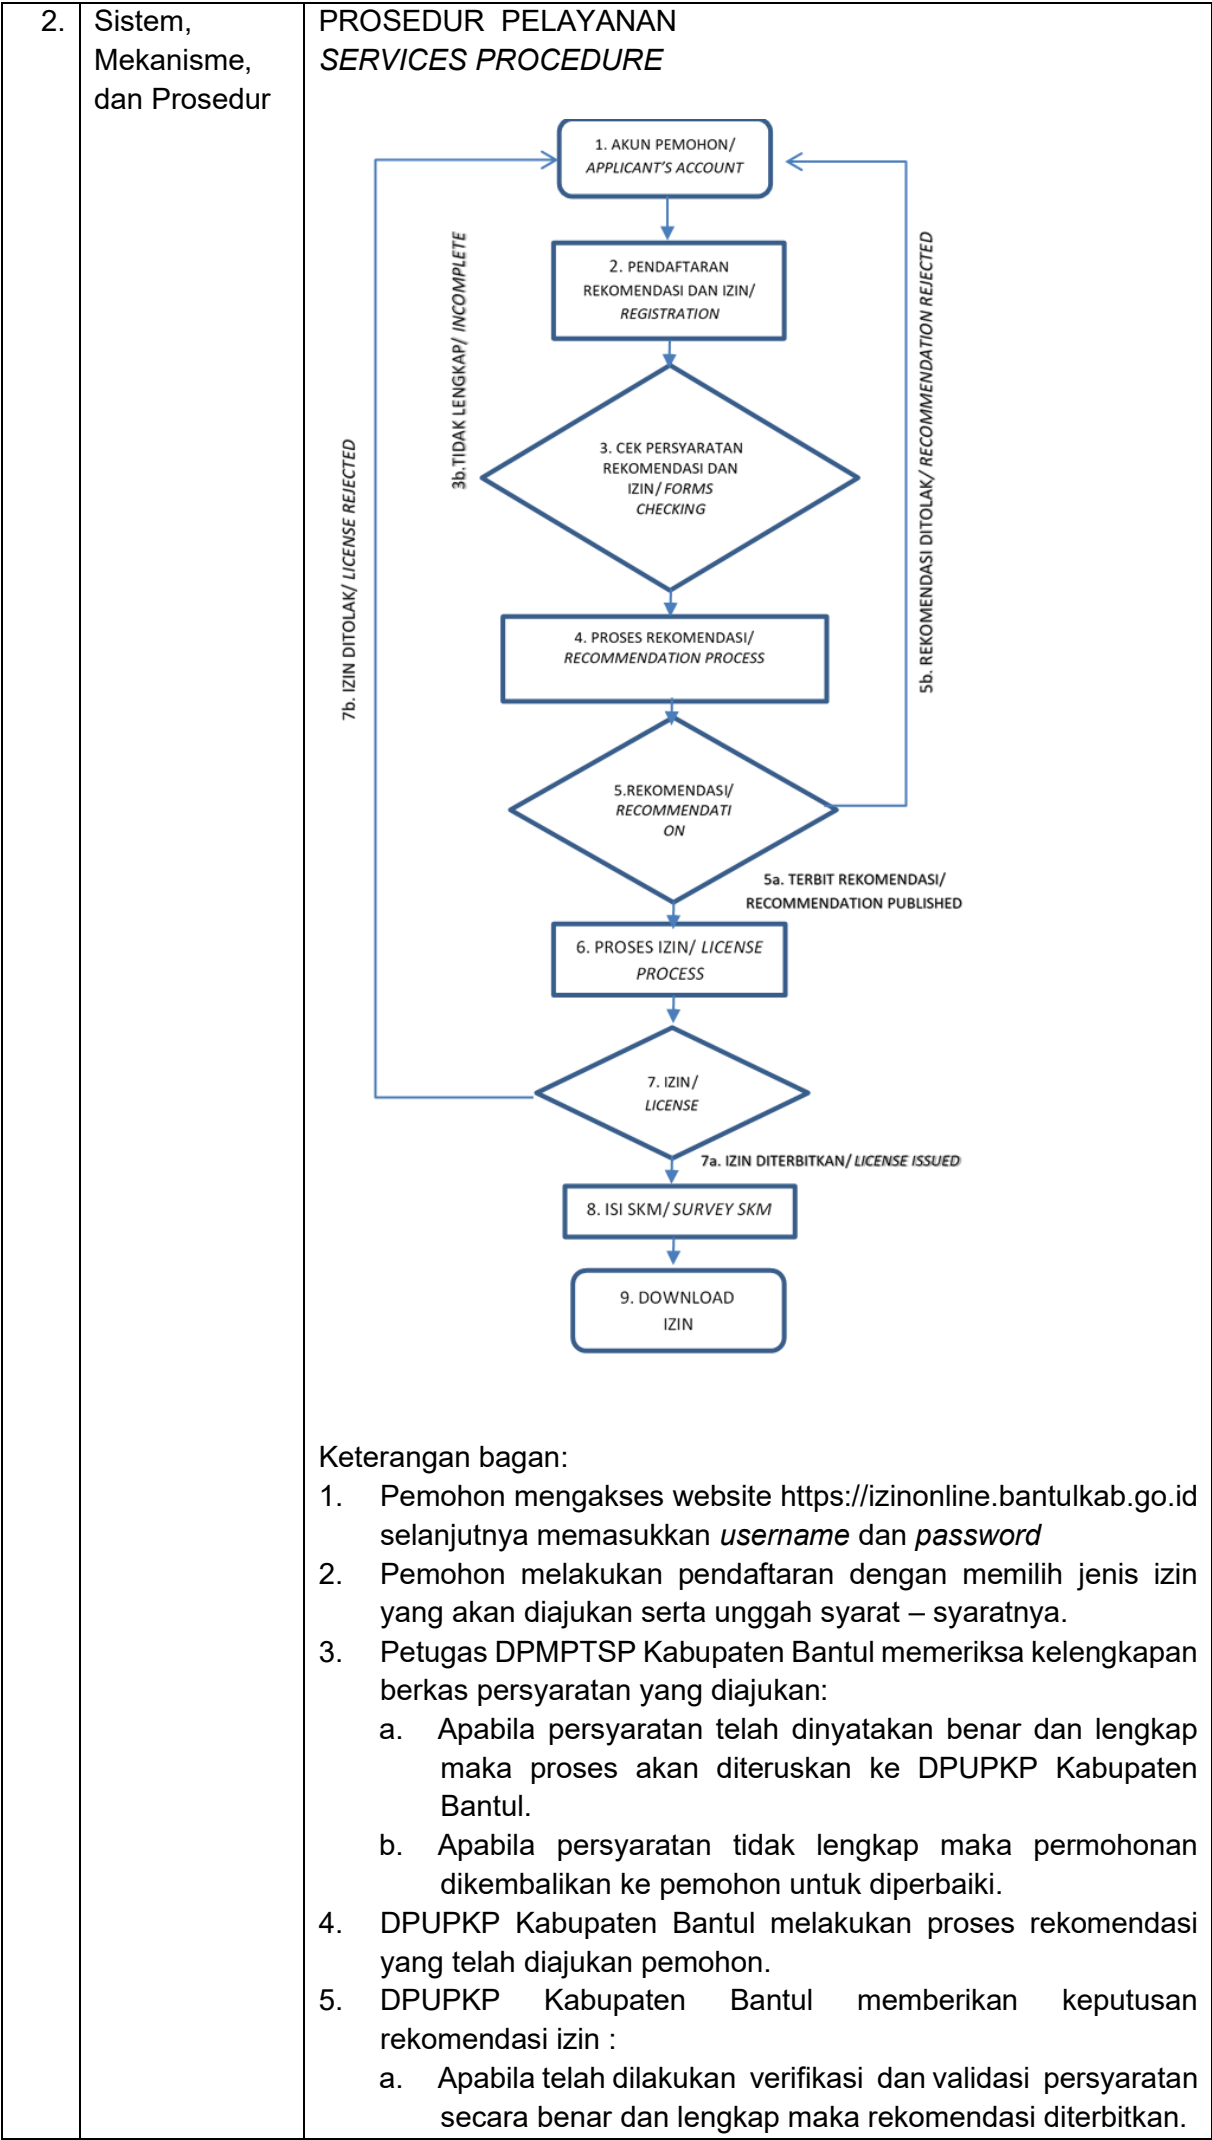 2.
Sistem,
Mekanisme,
dan Prosedur
PROSEDUR PELAYANAN
SERVICES PROCEDURE
1. AKUN PEMOHON/
APPLICANT'S ACCOUNT
2. PENDAFTARAN
REKOMENDASI DAN IZIN/
REGISTRATION
3b.TIDAK LENGKAP/ INCOMPLETE
3. CEK PERSYARATAN
REKOMENDASI DAN
IZIN/ FORMS
CHECKING
7b. IZIN DITOLAK/ LICENSE REJECTED
5b. REKOMENDASI DITOLAK/ RECOMMENDATION REJECTED
4. PROSES REKOMENDASI/
RECOMMENDATION PROCESS
5.REKOMENDASI/
RECOMMENDATI
ON
5a. TERBIT REKOMENDASI/
RECOMMENDATION PUBLISHED
6. PROSES IZIN/ LICENSE
PROCESS
7. IZIN/
LICENSE
7a. IZIN DITERBITKAN/ LICENSE ISSUED
8. ISI SKM/ SURVEY SKM
9. DOWNLOAD
IZIN
Keterangan bagan:
1. Pemohon mengakses website https://izinonline.bantulkab.go.id
selanjutnya memasukkan username dan password
2. Pemohon melakukan pendaftaran dengan memilih jenis izin
yang akan diajukan serta unggah syarat – syaratnya.
3. Petugas DPMPTSP Kabupaten Bantul memeriksa kelengkapan
berkas persyaratan yang diajukan:
a. Apabila persyaratan telah dinyatakan benar dan lengkap
maka proses akan diteruskan ke DPUPKP Kabupaten
Bantul.
b. Apabila persyaratan tidak lengkap maka permohonan
dikembalikan ke pemohon untuk diperbaiki.
4. DPUPKP Kabupaten Bantul melakukan proses rekomendasi
yang telah diajukan pemohon.
5. DPUPKP Kabupaten Bantul memberikan keputusan
rekomendasi izin :
a. Apabila telah dilakukan verifikasi dan validasi persyaratan
secara benar dan lengkap maka rekomendasi diterbitkan.